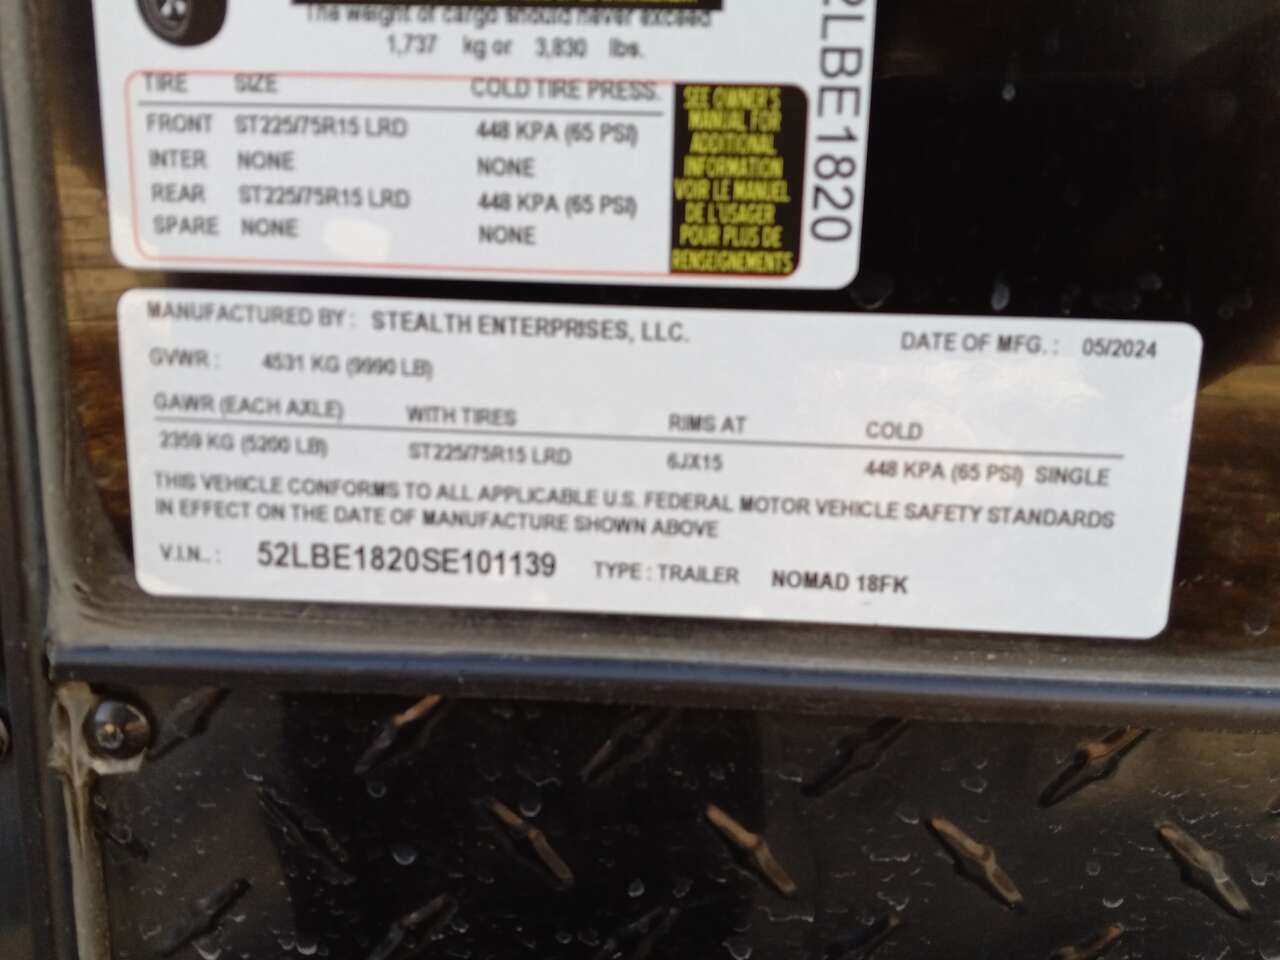 The weight of cargo should never exceed
1,737 kg or 3,830 lbs.
TIRE SIZE COLD TIRE PRESS.
FRONT ST225/75R15 LRD 448 KPA (65 PSI)
INTER NONE NONE
REAR ST225/75R15 LRD 448 KPA (65 PSI)
SPARE NONE NONE
SEE OWNER'S
MANUAL FOR
ADDITIONAL
INFORMATION
VOIR LE MANUEL
DE L'USAGER
POUR PLUS DE
RENSEIGNEMENTS
2LBE1820
MANUFACTURED BY: STEALTH ENTERPRISES, LLC. DATE OF MFG.: 05/2024
GVWR: 4531 KG (9990 LB)
GAWR (EACH AXLE) WITH TIRES RIMS AT COLD
2359 KG (5200 LB) ST225/75R15 LRD 6JX15 448 KPA (65 PSI) SINGLE
THIS VEHICLE CONFORMS TO ALL APPLICABLE U.S. FEDERAL MOTOR VEHICLE SAFETY STANDARDS
IN EFFECT ON THE DATE OF MANUFACTURE SHOWN ABOVE
V.I.N..: 52LBE1820SE101139 TYPE: TRAILER NOMAD 18FK